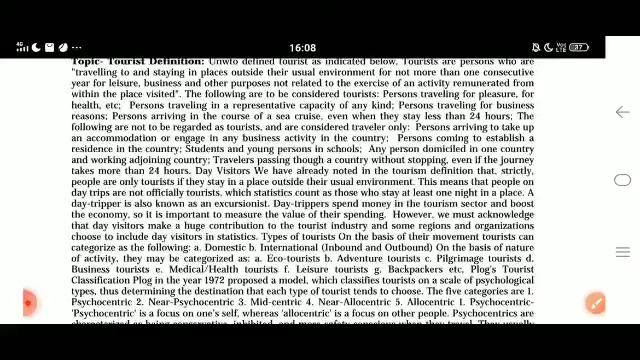 4G
16:08
37
Topic- Tourist Definition: Unwto defined tourist as indicated below, Tourists are persons who are
"travelling to and staying in places outside their usual environment for not more than one consecutive
year for leisure, business and other purposes not related to the exercise of an activity remunerated from
within the place visited". The following are to be considered tourists: Persons traveling for pleasure, for
health, etc; Persons traveling in a representative capacity of any kind; Persons traveling for business
reasons; Persons arriving in the course of a sea cruise, even when they stay less than 24 hours; The
following are not to be regarded as tourists, and are considered traveler only: Persons arriving to take up
an accommodation or engage in any business activity in the country; Persons coming to establish a
residence in the country; Students and young persons in schools; Any person domiciled in one country
and working adjoining country; Travelers passing though a country without stopping, even if the journey
takes more than 24 hours. Day Visitors We have already noted in the tourism definition that, strictly,
people are only tourists if they stay in a place outside their usual environment. This means that people on
day trips are not officially tourists, which statistics count as those who stay at least one night in a place.
A day-tripper is also known as an excursionist. Day-trippers spend money in the tourism sector and boost
the economy, so it is important to measure the value of their spending. However, we must acknowledge
that day visitors make a huge contribution to the tourist industry and some regions and organizations
choose to include day visitors in statistics. Types of Tourists On the basis of their movement tourists can
categorize as the following: a. Domestic b. International (Inbound and Outbound) On the basis of nature
of activity, they may be categorized as: a. Eco-tourists b. Adventure tourists c. Pilgrimage tourists d.
Business tourists e. Medical/Health tourists f. Leisure tourists g. Backpackers etc, Plog's Tourist
Classification Plog in the year 1972 proposed a model, which classifies tourists on a scale of psychological
types, thus determining the destination that each type of tourist tends to choose. The five categories are 1.
Psychocentric 2. Near-Psychocentric 3. Mid-centric 4. Near-Allocentric 5. Allocentric 1. Psychocentric-
'Psychocentric' is a focus on one's self, whereas 'allocentric' is a focus on other people. Psychocentrics are
characterized as being conservative, inhibited, and more safety conscious when they travel. They usually